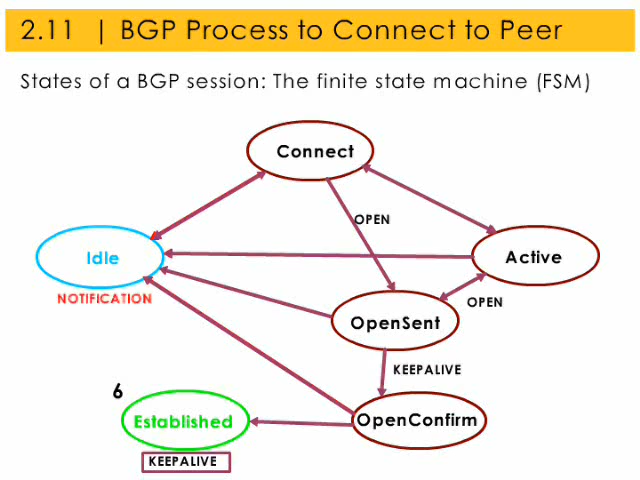 2.11 | BGP Process to Connect to Peer
States of a BGP session: The finite state machine (FSM)
Connect
OPEN
Idle
Active
NOTIFICATION
OPEN
OpenSent
KEEPALIVE
6
Established
OpenConfirm
KEEPALIVE